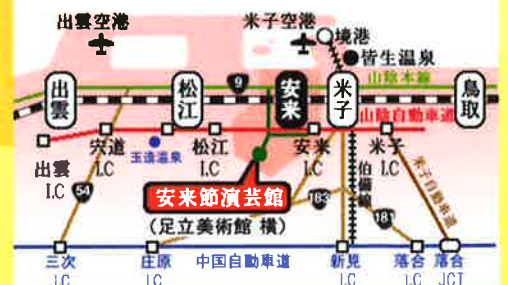 出雲空港
米子空港
境港
皆生温泉
山陰本線
9
出雲
松江
安来
米子
鳥取
山陰自動車道
出雲
I.C
宍道
I.C
玉造温泉
松江
I.C
安来
I.C
米子
I.C
54
安来節演芸館
(足立美術館 横)
183
伯備線
181
米子自動車道
三次
I.C
庄原
I.C
中国自動車道
新見
I.C
落合
I.C
落合
JCT